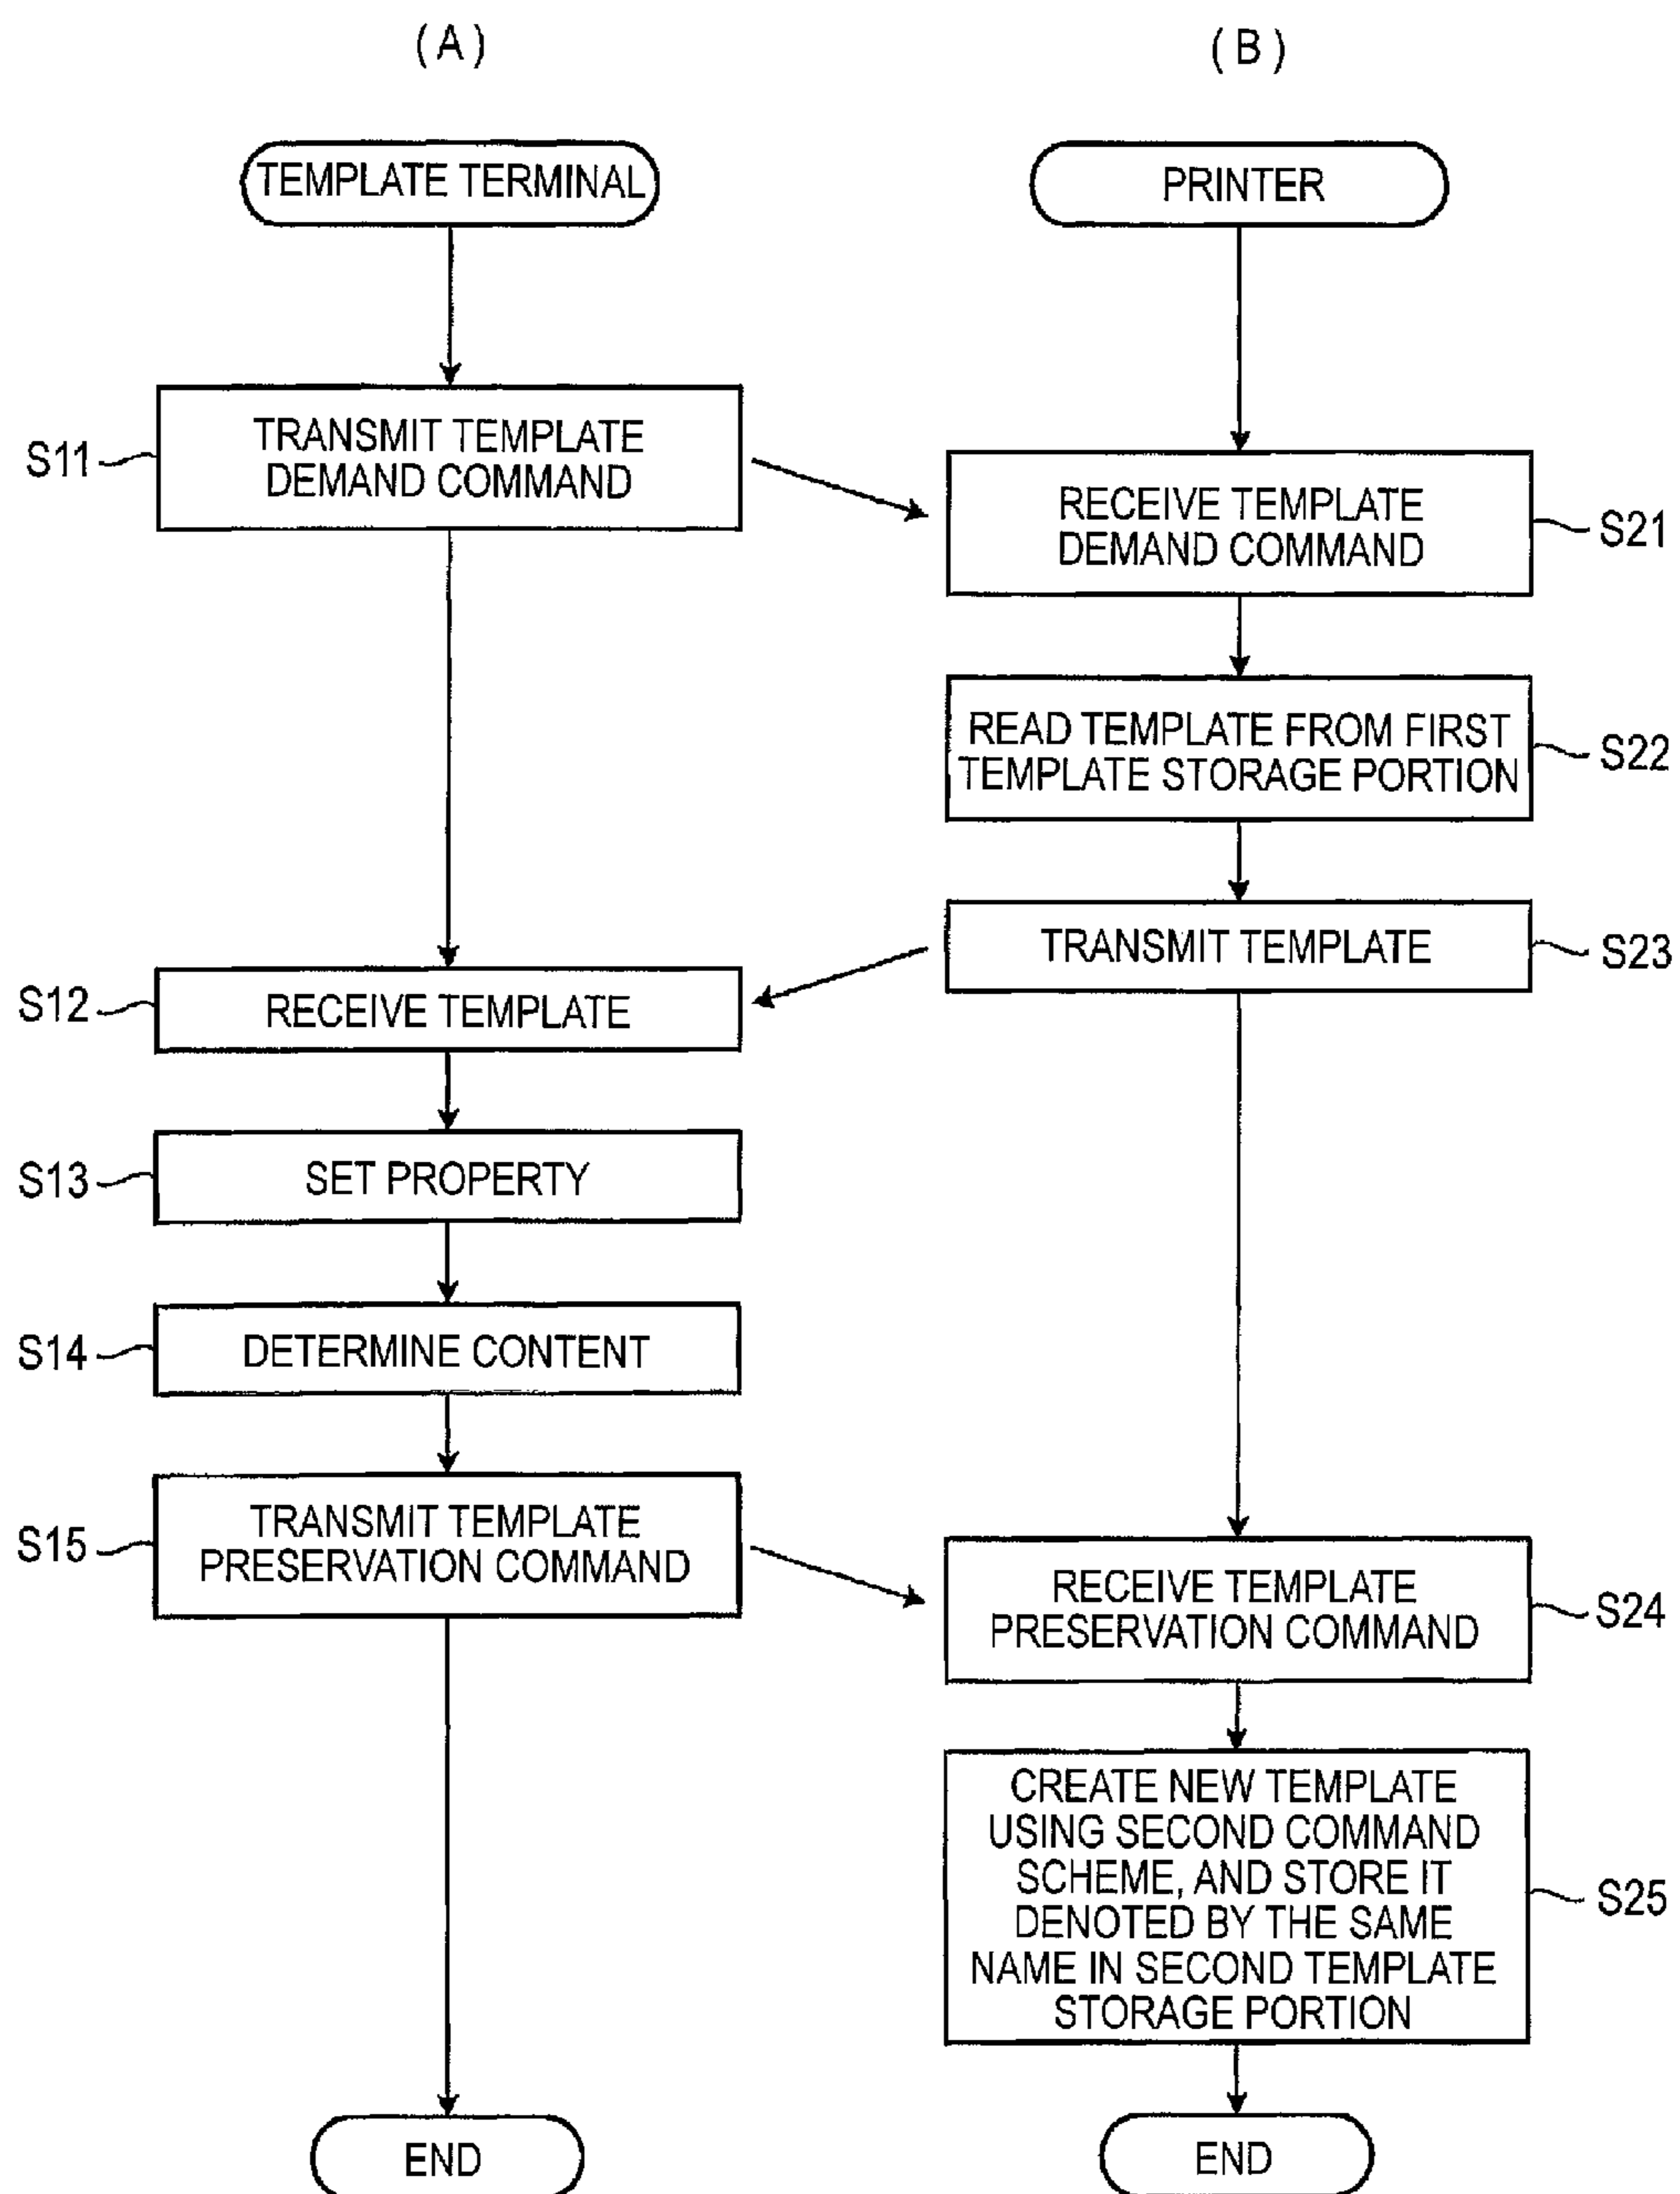 (A)
(B)
TEMPLATE TERMINAL
PRINTER
S11
TRANSMIT TEMPLATE
DEMAND COMMAND
RECEIVE TEMPLATE
DEMAND COMMAND
S21
READ TEMPLATE FROM FIRST
TEMPLATE STORAGE PORTION
S22
TRANSMIT TEMPLATE
S23
S12
RECEIVE TEMPLATE
S13
SET PROPERTY
S14
DETERMINE CONTENT
S15
TRANSMIT TEMPLATE
PRESERVATION COMMAND
RECEIVE TEMPLATE
PRESERVATION COMMAND
S24
CREATE NEW TEMPLATE
USING SECOND COMMAND
SCHEME, AND STORE IT
DENOTED BY THE SAME
NAME IN SECOND TEMPLATE
STORAGE PORTION
S25
END
END